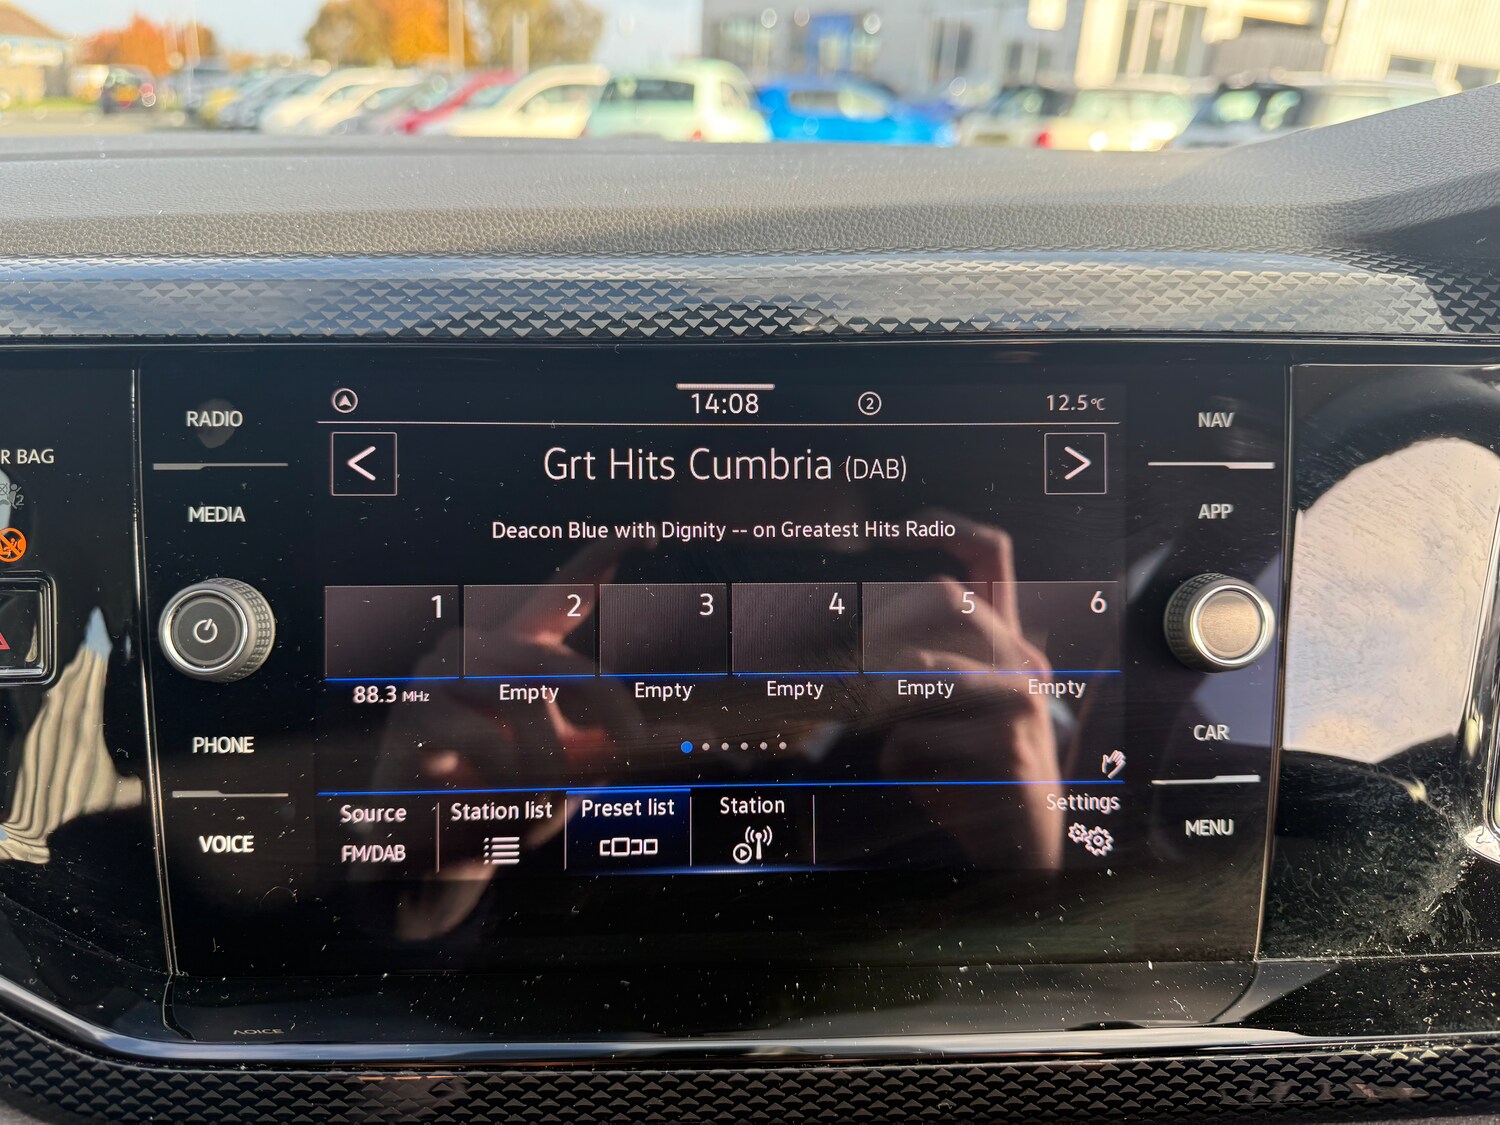 14:08
2
12.5°C
RADIO
NAV
< Grt Hits Cumbria (DAB) >
R BAG
MEDIA
APP
Deacon Blue with Dignity -- on Greatest Hits Radio
1 2 3 4 5 6
88.3 MHz Empty Empty Empty Empty Empty
PHONE
CAR
Source Station list Preset list Station Settings
FM/DAB
VOICE
MENU